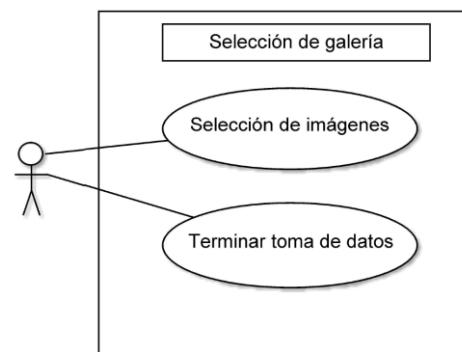 Selección de galería
Selección de imágenes
Terminar toma de datos